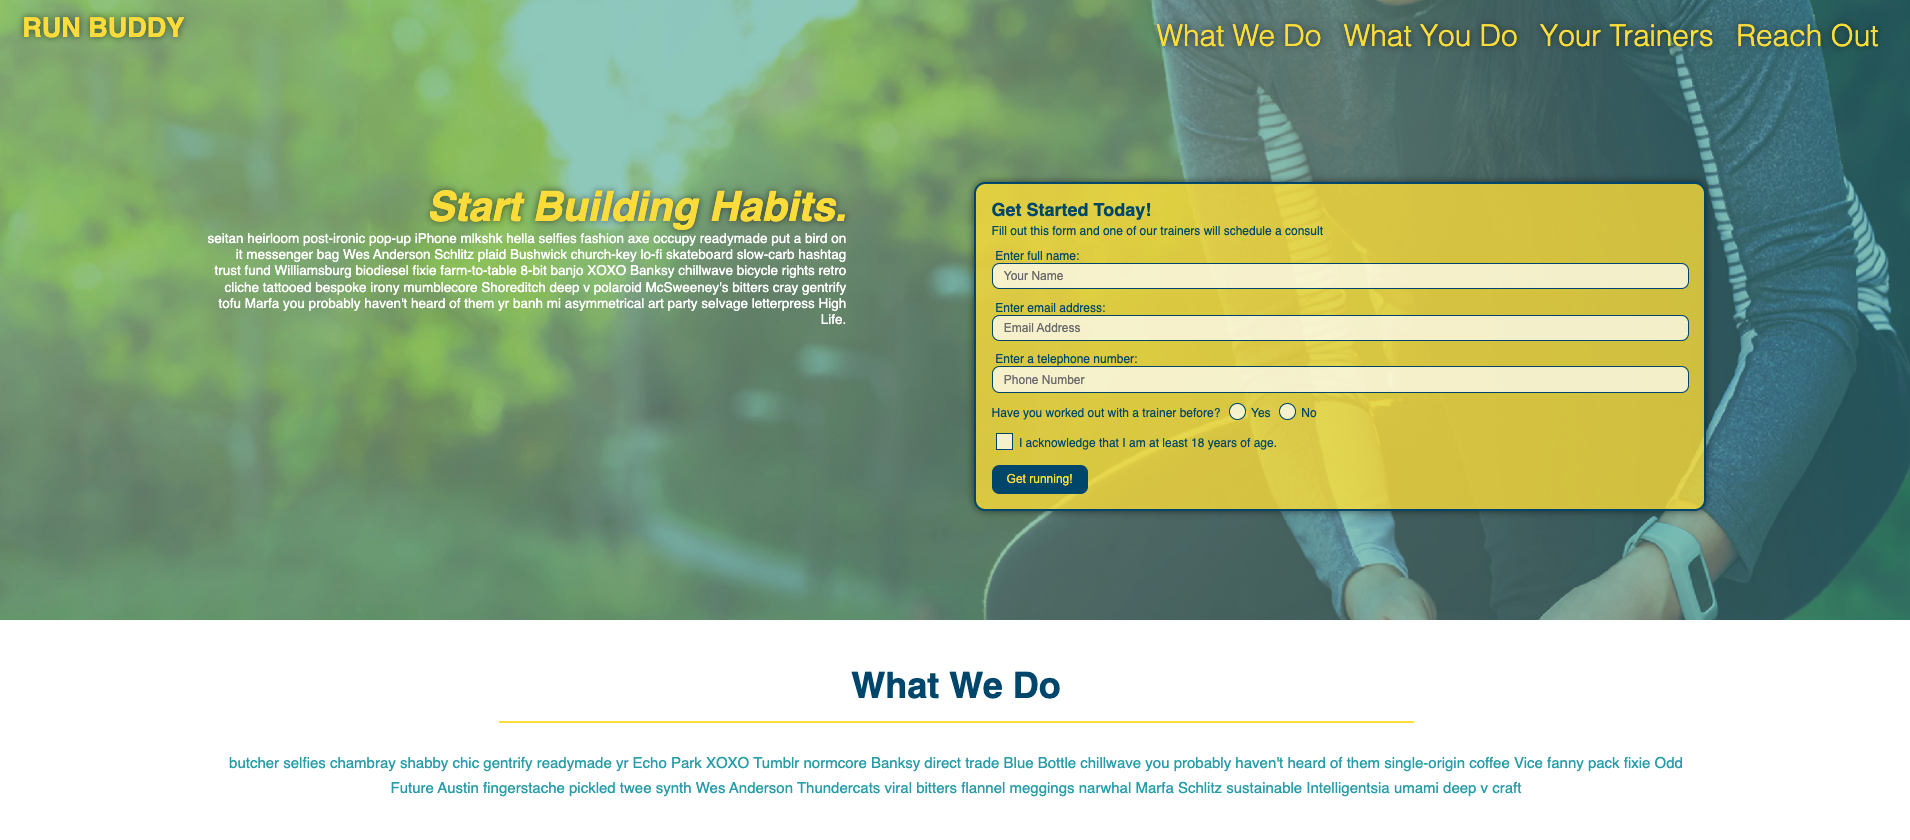 RUN BUDDY
What We Do What You Do Your Trainers Reach Out
Start Building Habits.
seitan heirloom post-ironic pop-up iPhone mlkshk hella selfies fashion axe occupy readymade put a bird on
it messenger bag Wes Anderson Schlitz plaid Bushwick church-key lo-fi skateboard slow-carb hashtag
trust fund Williamsburg biodiesel fixie farm-to-table 8-bit banjo XOXO Banksy chillwave bicycle rights retro
cliche tattooed bespoke irony mumblecore Shoreditch deep v polaroid McSweeney's bitters cray gentrify
tofu Marfa you probably haven't heard of them yr banh mi asymmetrical art party selvage letterpress High
Life.
Get Started Today!
Fill out this form and one of our trainers will schedule a consult
Enter full name:
Your Name
Enter email address:
Email Address
Enter a telephone number:
Phone Number
Have you worked out with a trainer before? Yes No
I acknowledge that I am at least 18 years of age.
Get running!
What We Do
butcher selfies chambray shabby chic gentrify readymade yr Echo Park XOXO Tumblr normcore Banksy direct trade Blue Bottle chillwave you probably haven't heard of them single-origin coffee Vice fanny pack fixie Odd
Future Austin fingerstache pickled twee synth Wes Anderson Thundercats viral bitters flannel meggings narwhal Marfa Schlitz sustainable Intelligentsia umami deep v craft